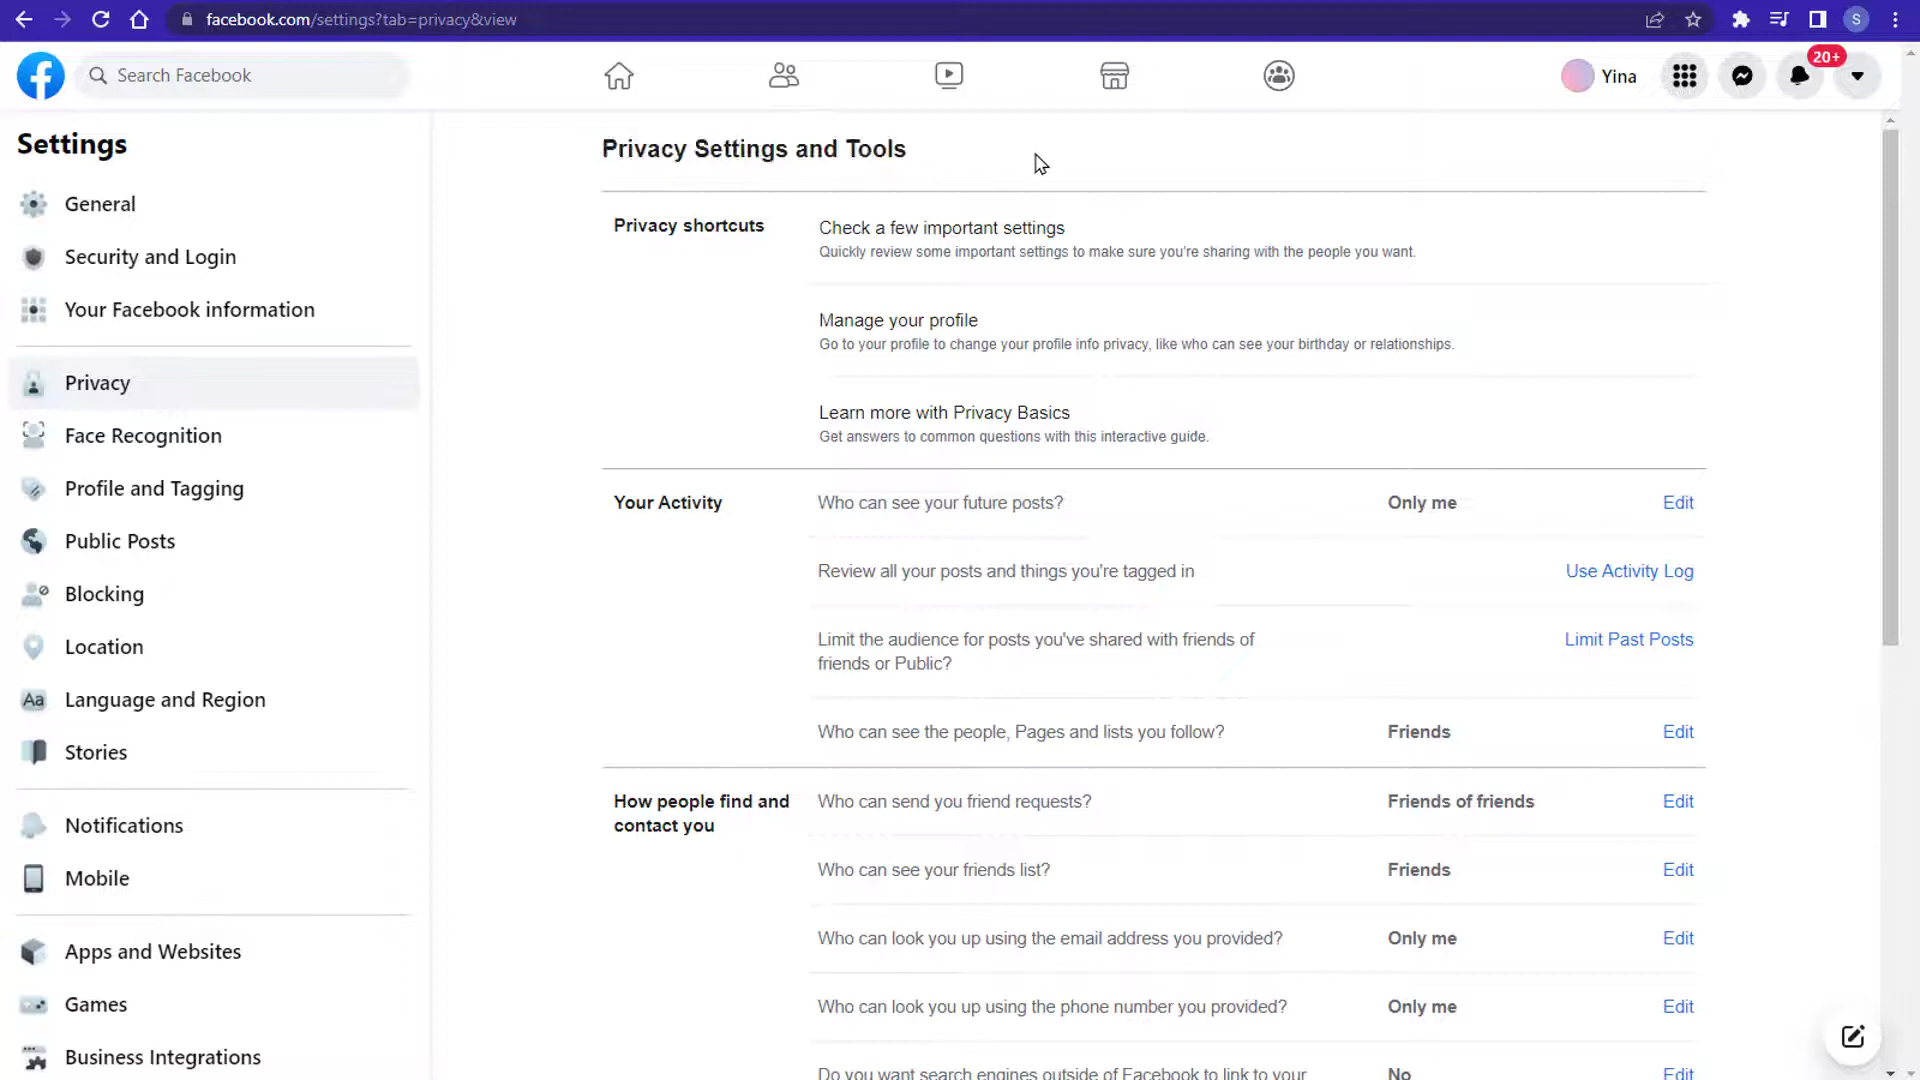 facebook.com/settings?tab=privacy&view
S
Search Facebook
Yina
20+
Settings
General
Security and Login
Your Facebook information
Privacy
Face Recognition
Profile and Tagging
Public Posts
Blocking
Location
Aa
Language and Region
Stories
Notifications
Mobile
Apps and Websites
Games
Business Integrations
Privacy Settings and Tools
Privacy shortcuts
Check a few important settings
Quickly review some important settings to make sure you're sharing with the people you want.
Manage your profile
Go to your profile to change your profile info privacy, like who can see your birthday or relationships.
Learn more with Privacy Basics
Get answers to common questions with this interactive guide.
Your Activity
Who can see your future posts? Only me Edit
Review all your posts and things you're tagged in Use Activity Log
Limit the audience for posts you've shared with friends of Limit Past Posts
friends or Public?
Who can see the people, Pages and lists you follow? Friends Edit
How people find and
contact you
Who can send you friend requests? Friends of friends Edit
Who can see your friends list? Friends Edit
Who can look you up using the email address you provided? Only me Edit
Who can look you up using the phone number you provided? Only me Edit
Do you want search engines outside of Facebook to link to your No Edit